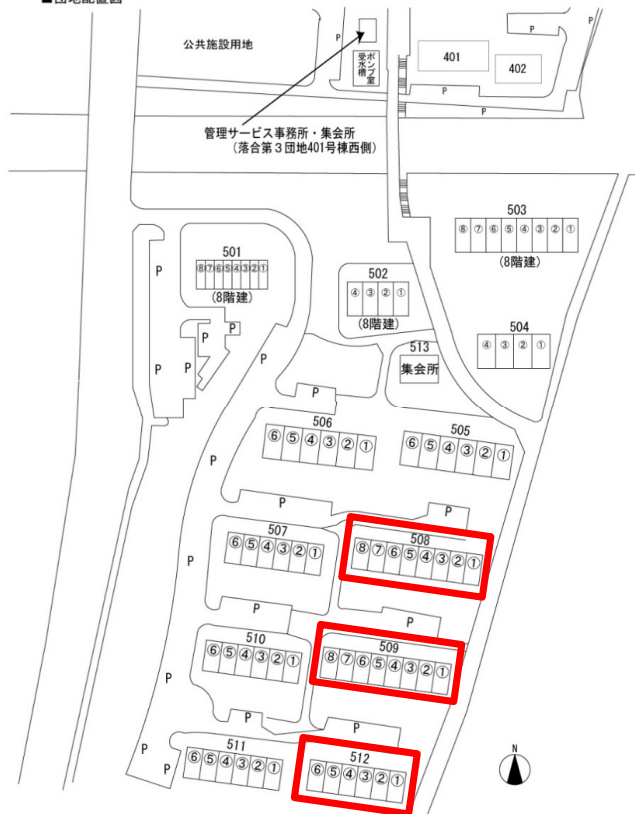 ■団地配置図
公共施設用地
P
ポンプ室
受水槽
401
402
P
P
P
管理サービス事務所・集会所
(落合第3団地401号棟西側)
503
⑧⑦⑥⑤④③②①
(8階建)
501
⑧⑦⑥⑤④③②①
(8階建)
502
④③②①
(8階建)
504
④③②①
513
集会所
P
P
P
P
P
P
P
506
⑥⑤④③②①
505
⑥⑤④③②①
P
P
P
507
⑥⑤④③②①
508
⑧⑦⑥⑤④③②①
P
P
P
510
⑥⑤④③②①
509
⑧⑦⑥⑤④③②①
P
P
P
511
⑥⑤④③②①
512
⑥⑤④③②①
P
P
N